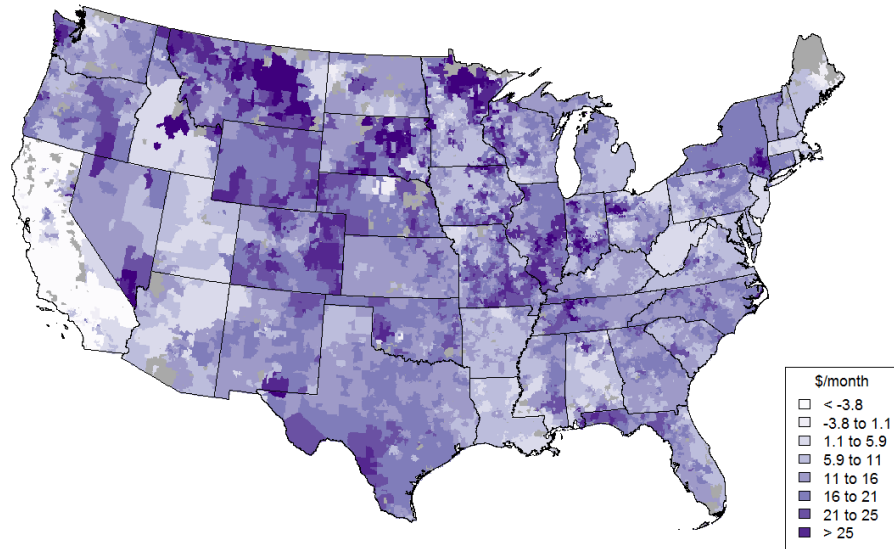 $/month
< -3.8
-3.8 to 1.1
1.1 to 5.9
5.9 to 11
11 to 16
16 to 21
21 to 25
> 25